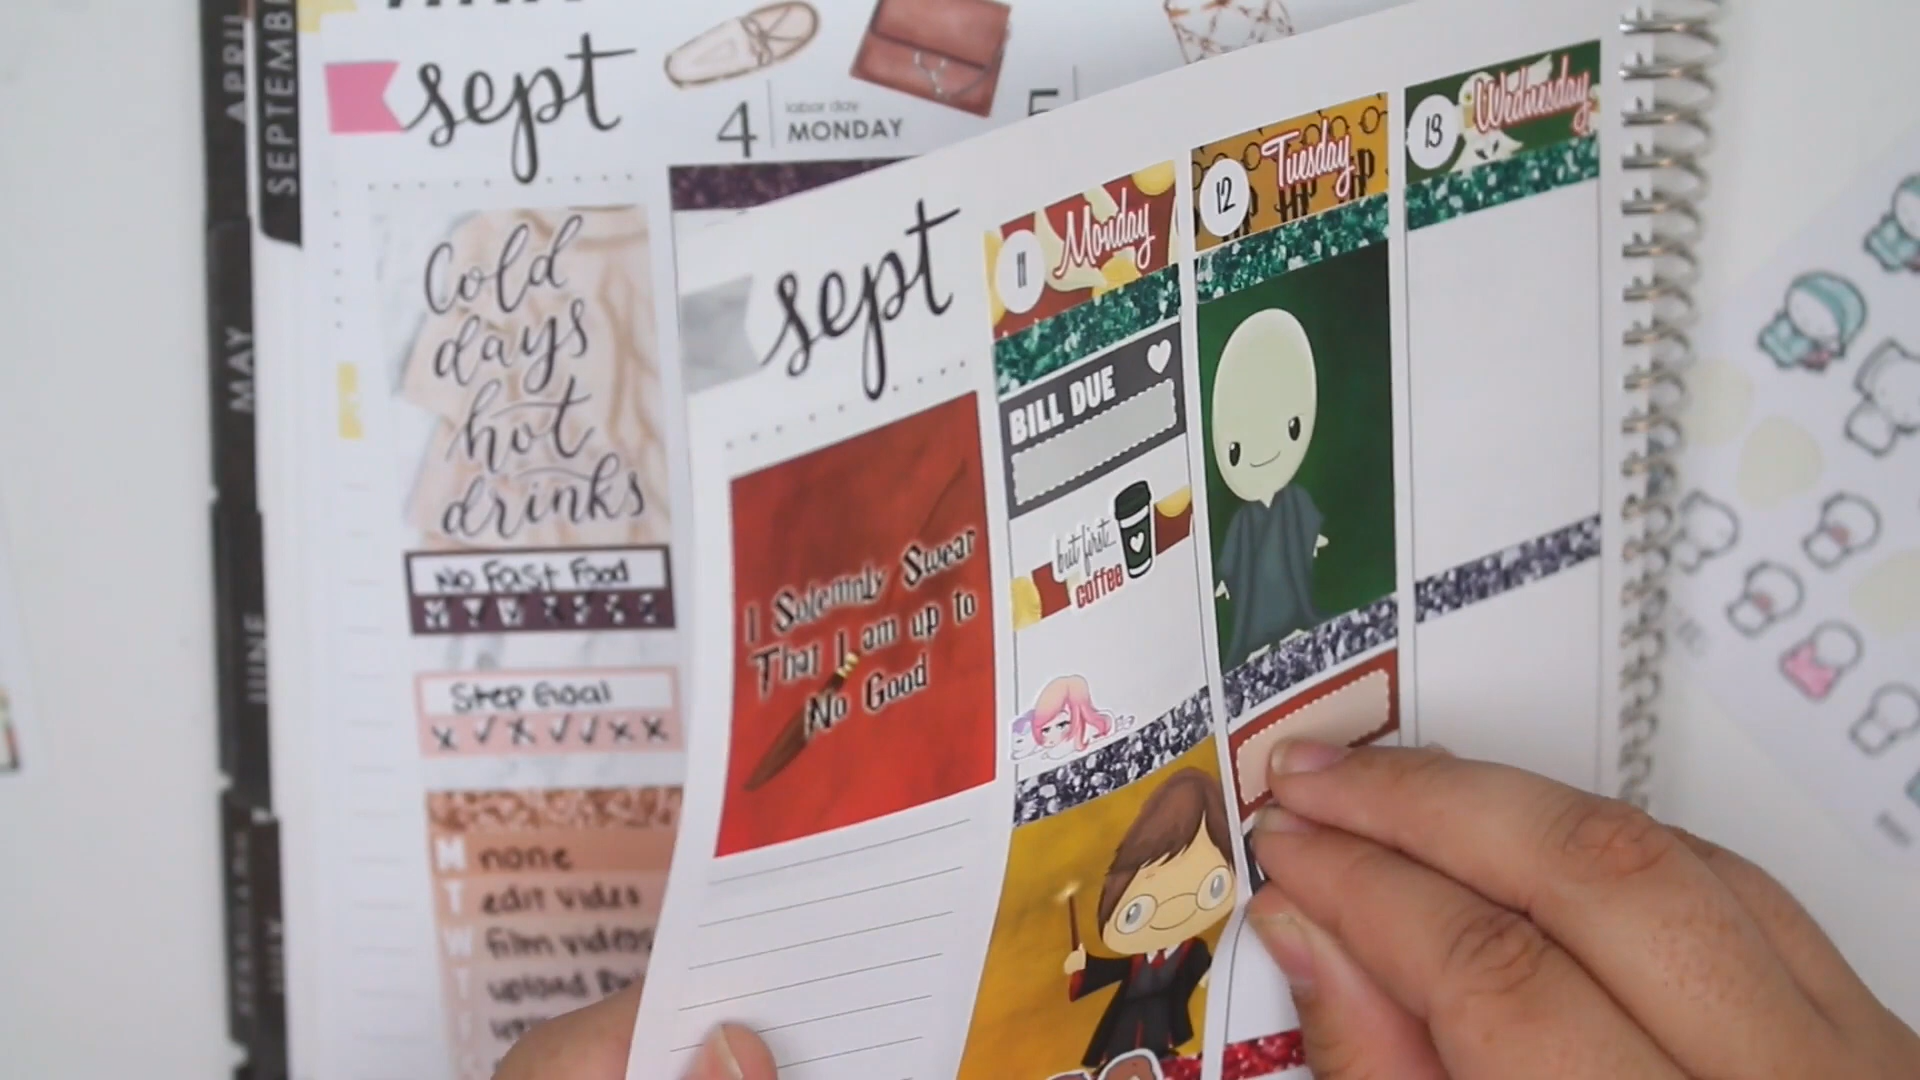 APRIL
SEPTEMBE
MAY
JUNE
JULY
sept
4
labor day
MONDAY
5
Cold
days
hot
drinks
No Fast Food
Step Goal
x ✓ x ✓ ✓ x x
M none
T edit video
W film videos
T upload
sept
I Solemnly Swear
That I am up to
No Good
11 Monday
BILL DUE
but first
coffee
12 Tuesday
13 Wednesday